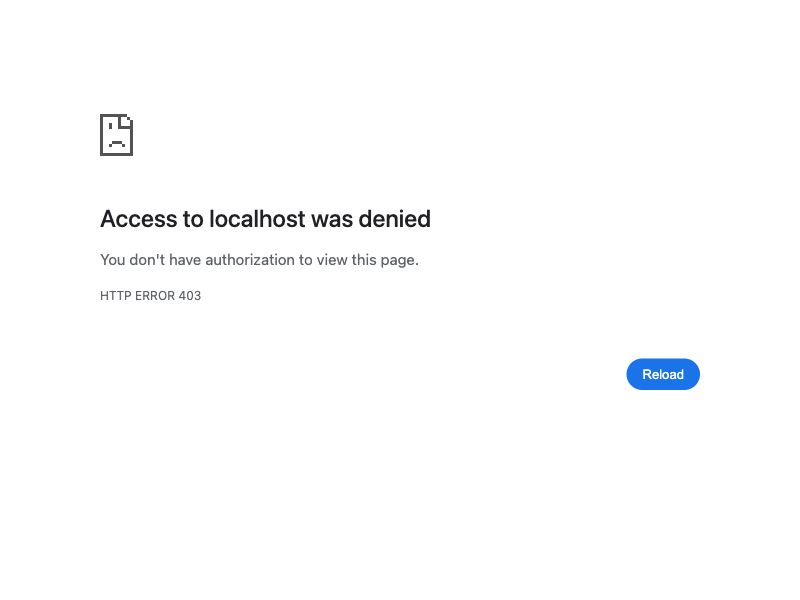 Access to localhost was denied
You don't have authorization to view this page.
HTTP ERROR 403
Reload